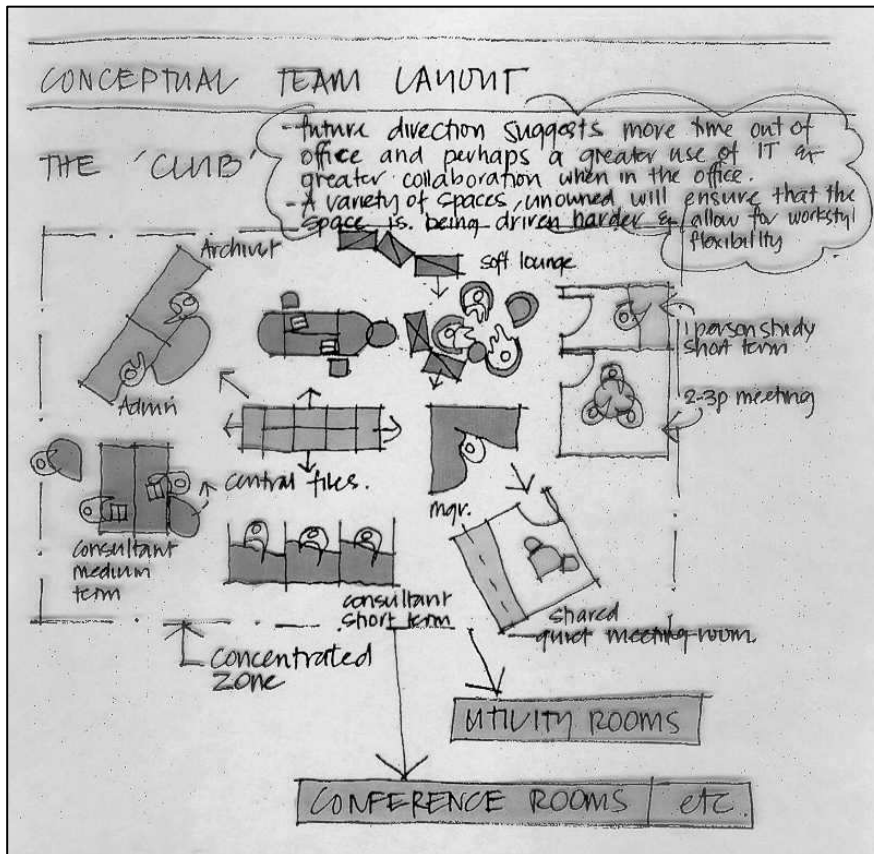 CONCEPTUAL TEAM LAYOUT
THE 'CLUB'
- future direction suggests more time out of
office and perhaps a greater use of IT &
greater collaboration when in the office.
- A variety of spaces, unowned will ensure that the
space is being driven harder & allow for workstyl
flexibility
Archiver
soft lounge
1 person study
short term
2-3p meeting
Admin
central files.
mgr.
consultant
medium
term
consultant
short term
shared
quiet meeting room.
concentrated
zone
UTILITY ROOMS
CONFERENCE ROOMS etc.